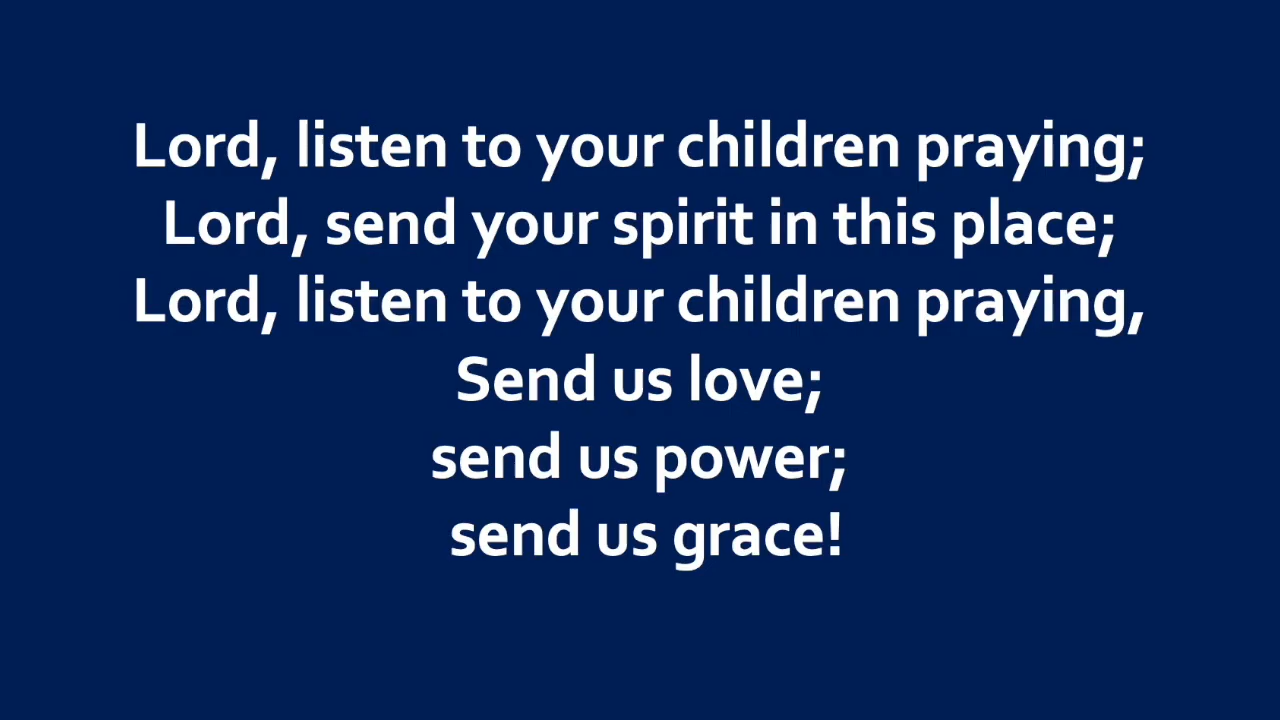 Lord, listen to your children praying;
Lord, send your spirit in this place;
Lord, listen to your children praying,
Send us love;
send us power;
send us grace!